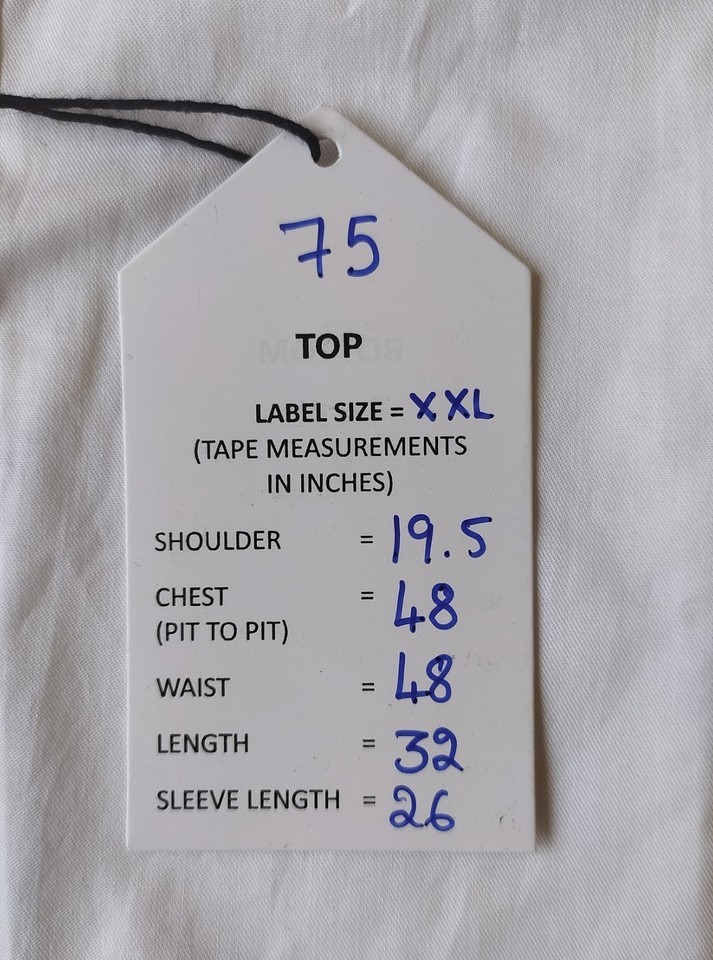 75
TOP
LABEL SIZE = XXL
(TAPE MEASUREMENTS
IN INCHES)
SHOULDER = 19.5
CHEST = 48
(PIT TO PIT)
WAIST = 48
LENGTH = 32
SLEEVE LENGTH = 26